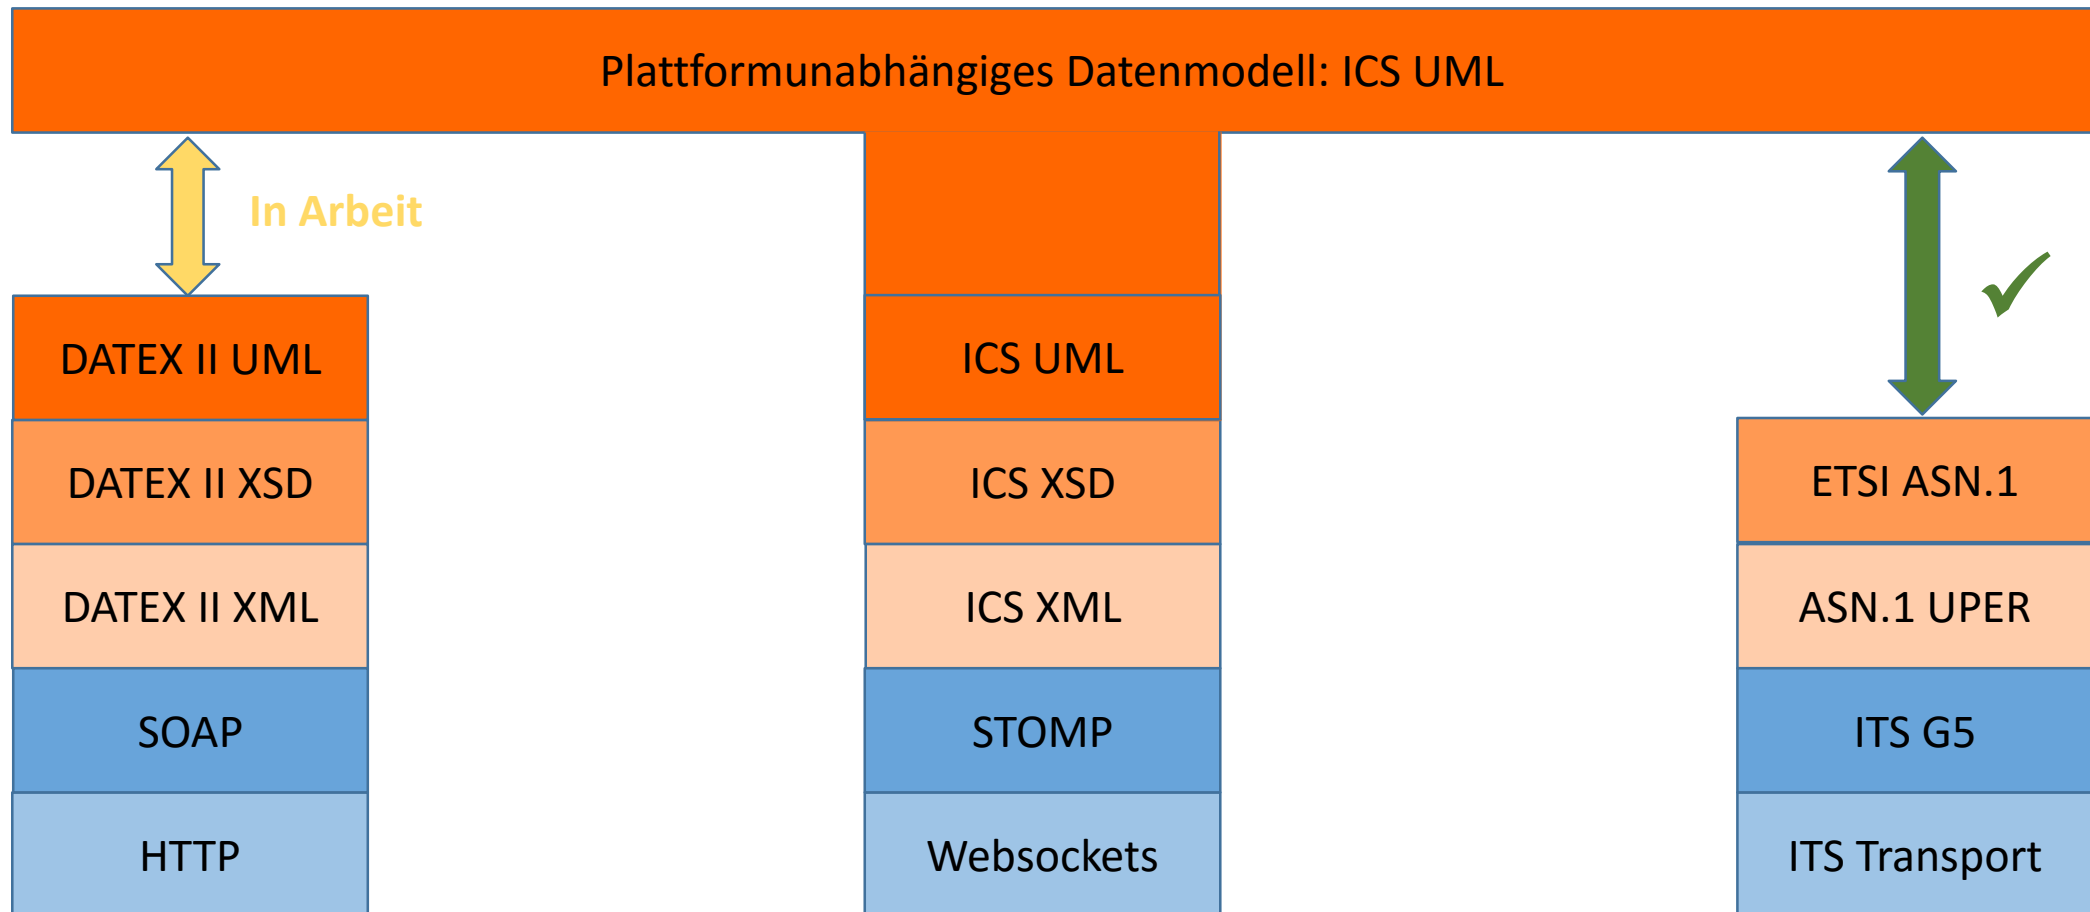 Plattformunabhängiges Datenmodell: ICS UML
In Arbeit
DATEX II UML
ICS UML
DATEX II XSD
ICS XSD
ETSI ASN.1
DATEX II XML
ICS XML
ASN.1 UPER
SOAP
STOMP
ITS G5
HTTP
Websockets
ITS Transport